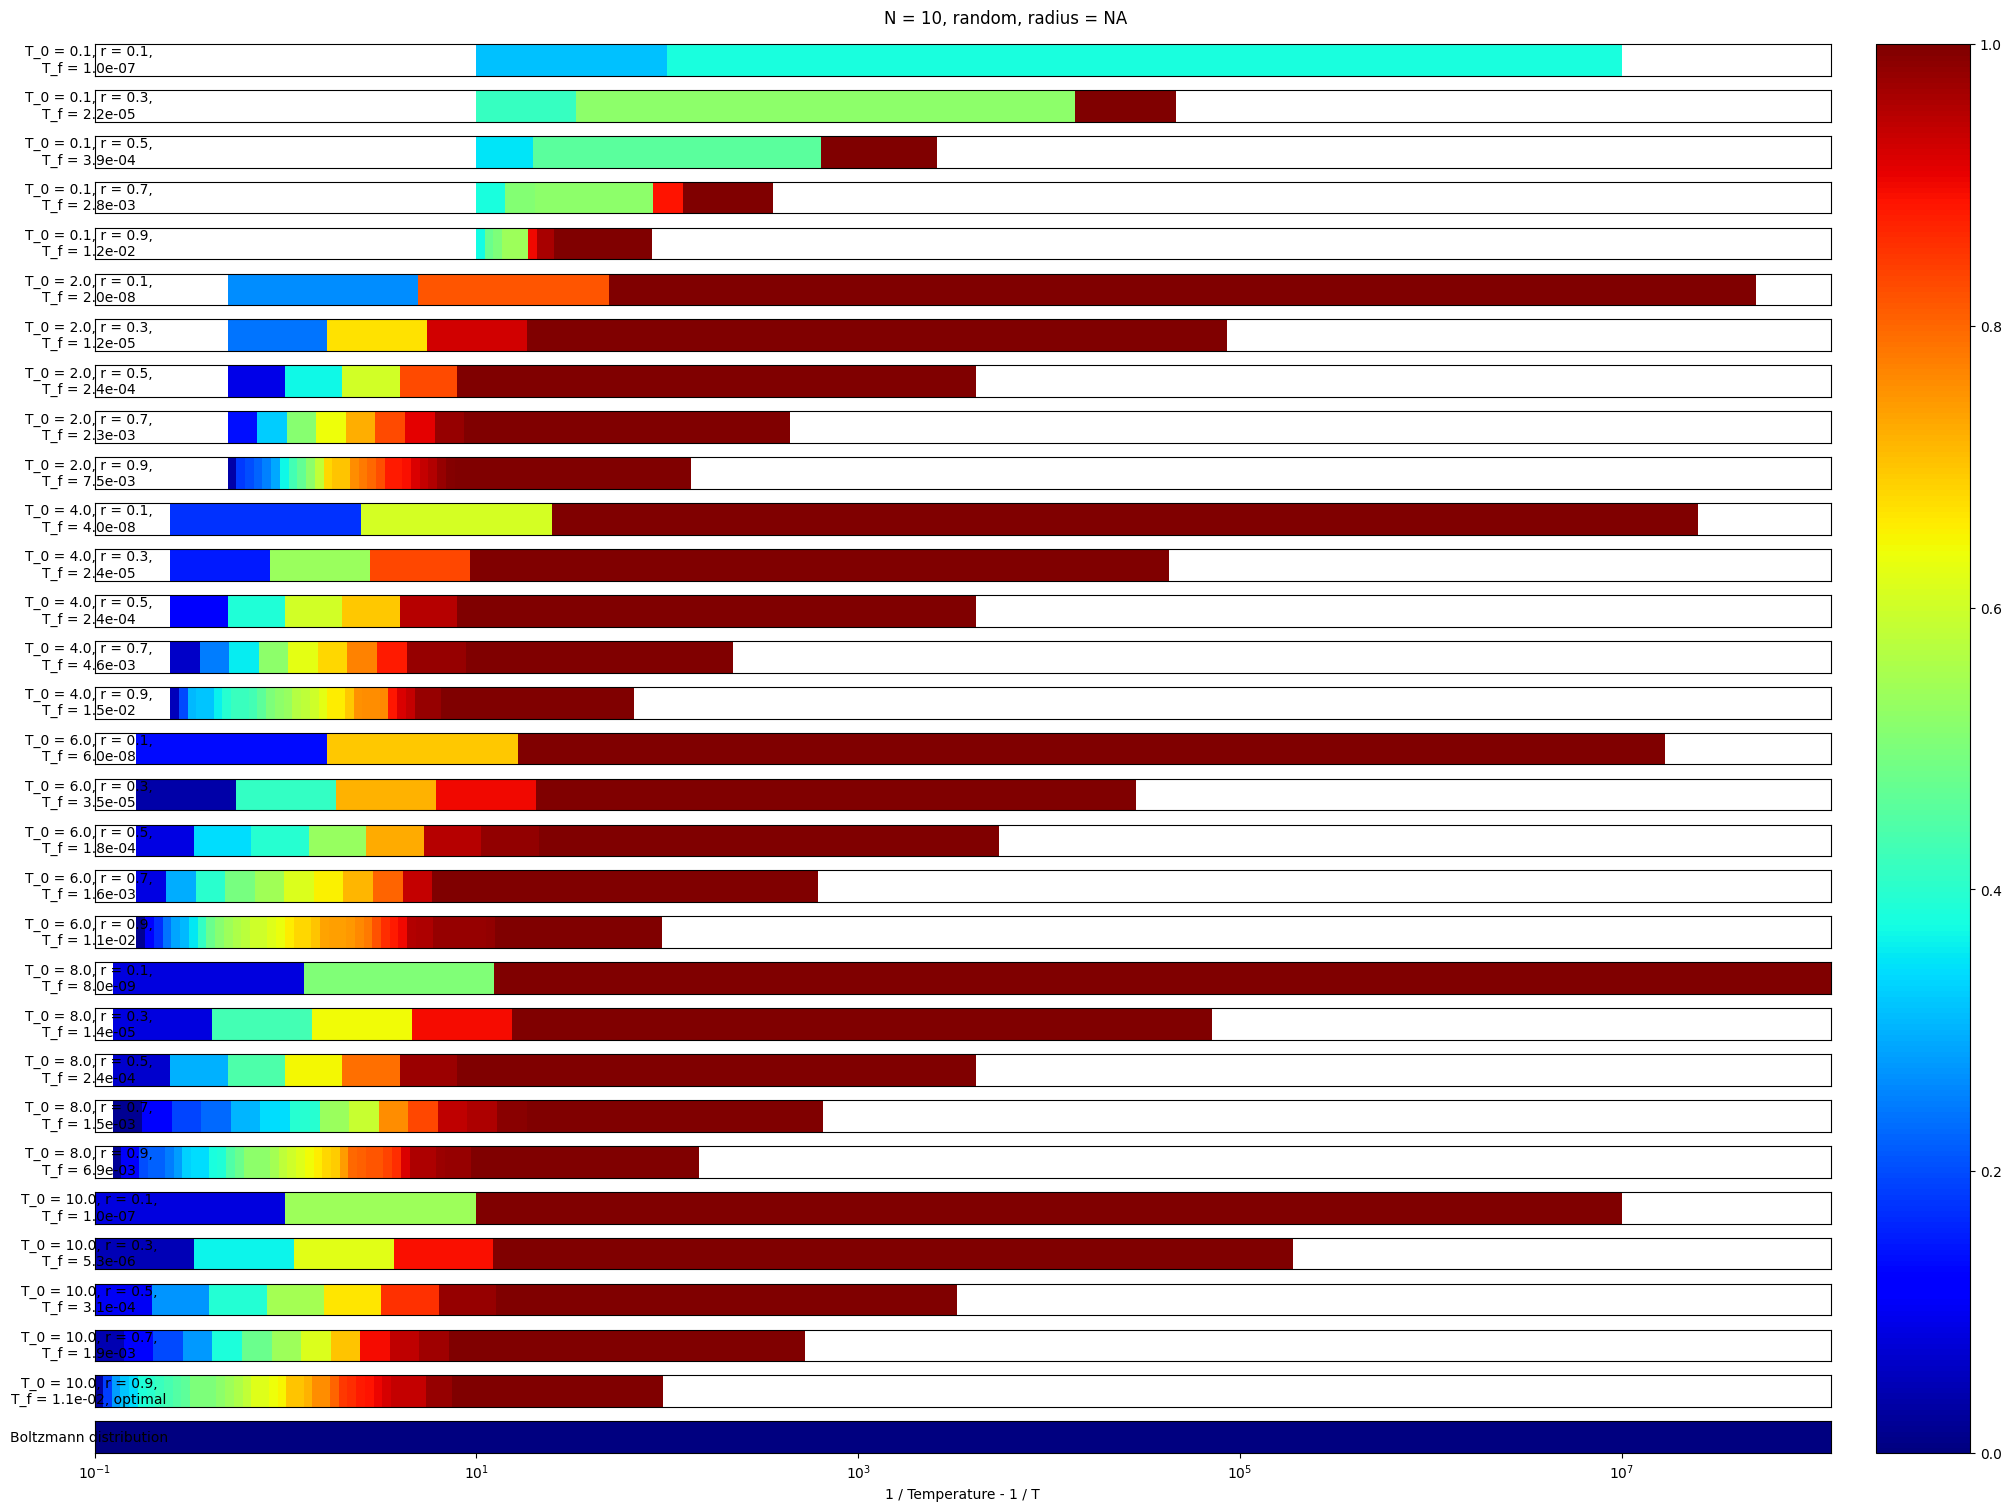 N = 10, random, radius = NA
T_0 = 0.1, r = 0.1,
T_f = 1.0e-07
T_0 = 0.1, r = 0.3,
T_f = 2.2e-05
T_0 = 0.1, r = 0.5,
T_f = 3.9e-04
T_0 = 0.1, r = 0.7,
T_f = 2.8e-03
T_0 = 0.1, r = 0.9,
T_f = 1.2e-02
T_0 = 2.0, r = 0.1,
T_f = 2.0e-08
T_0 = 2.0, r = 0.3,
T_f = 1.2e-05
T_0 = 2.0, r = 0.5,
T_f = 2.4e-04
T_0 = 2.0, r = 0.7,
T_f = 2.3e-03
T_0 = 2.0, r = 0.9,
T_f = 7.5e-03
T_0 = 4.0, r = 0.1,
T_f = 4.0e-08
T_0 = 4.0, r = 0.3,
T_f = 2.4e-05
T_0 = 4.0, r = 0.5,
T_f = 2.4e-04
T_0 = 4.0, r = 0.7,
T_f = 4.6e-03
T_0 = 4.0, r = 0.9,
T_f = 1.5e-02
T_0 = 6.0, r = 0.1,
T_f = 6.0e-08
T_0 = 6.0, r = 0.3,
T_f = 3.5e-05
T_0 = 6.0, r = 0.5,
T_f = 1.8e-04
T_0 = 6.0, r = 0.7,
T_f = 1.6e-03
T_0 = 6.0, r = 0.9,
T_f = 1.1e-02
T_0 = 8.0, r = 0.1,
T_f = 8.0e-09
T_0 = 8.0, r = 0.3,
T_f = 1.4e-05
T_0 = 8.0, r = 0.5,
T_f = 2.4e-04
T_0 = 8.0, r = 0.7,
T_f = 1.5e-03
T_0 = 8.0, r = 0.9,
T_f = 6.9e-03
T_0 = 10.0, r = 0.1,
T_f = 1.0e-07
T_0 = 10.0, r = 0.3,
T_f = 5.3e-06
T_0 = 10.0, r = 0.5,
T_f = 3.1e-04
T_0 = 10.0, r = 0.7,
T_f = 1.9e-03
T_0 = 10.0, r = 0.9,
T_f = 1.1e-02, optimal
Boltzmann distribution
10⁻¹ 10¹ 10³ 10⁵ 10⁷
1 / Temperature - 1 / T
1.0
0.8
0.6
0.4
0.2
0.0